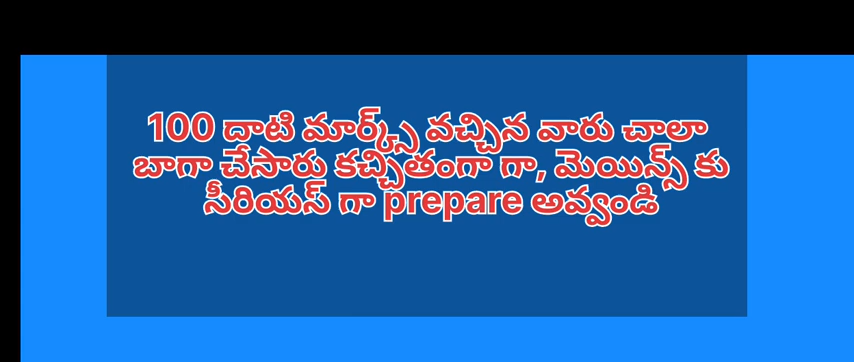 100 దాటి మార్క్స్ వచ్చిన వారు చాలా
బాగా చేసారు కచ్చితంగా గా, మెయిన్స్ కు
సీరియస్ గా prepare అవ్వండి